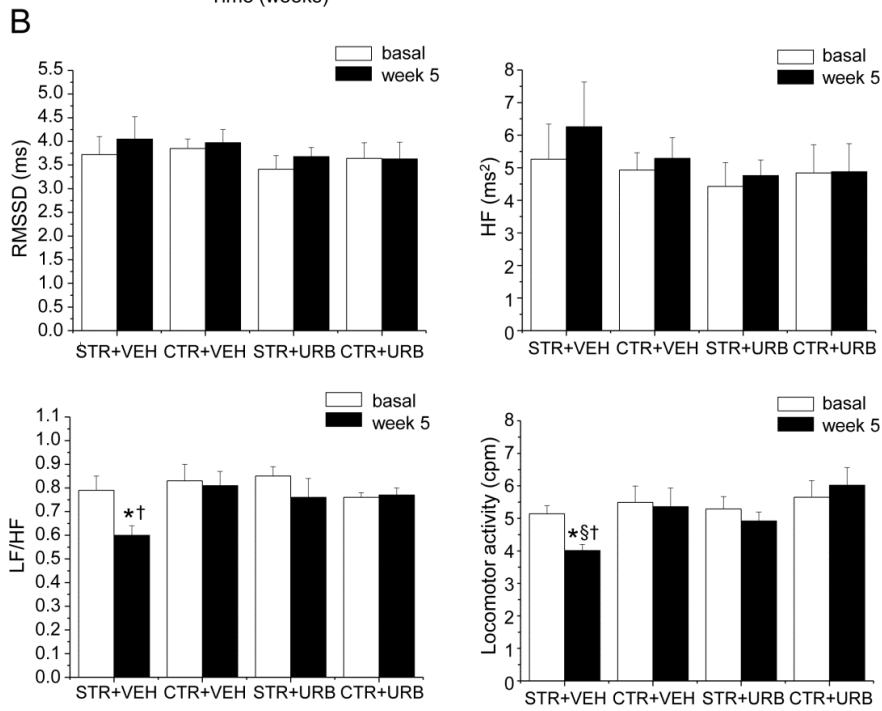 Time (weeks)
B
basal
week 5
RMSSD (ms)
5.5
5.0
4.5
4.0
3.5
3.0
2.5
2.0
1.5
1.0
0.5
0.0
STR+VEH CTR+VEH STR+URB CTR+URB
basal
week 5
HF (ms²)
8
7
6
5
4
3
2
1
0
STR+VEH CTR+VEH STR+URB CTR+URB
basal
week 5
LF/HF
1.1
1.0
0.9
0.8
0.7
0.6
0.5
0.4
0.3
0.2
0.1
0.0
*†
STR+VEH CTR+VEH STR+URB CTR+URB
basal
week 5
Locomotor activity (cpm)
8
7
6
5
4
3
2
1
0
*§†
STR+VEH CTR+VEH STR+URB CTR+URB